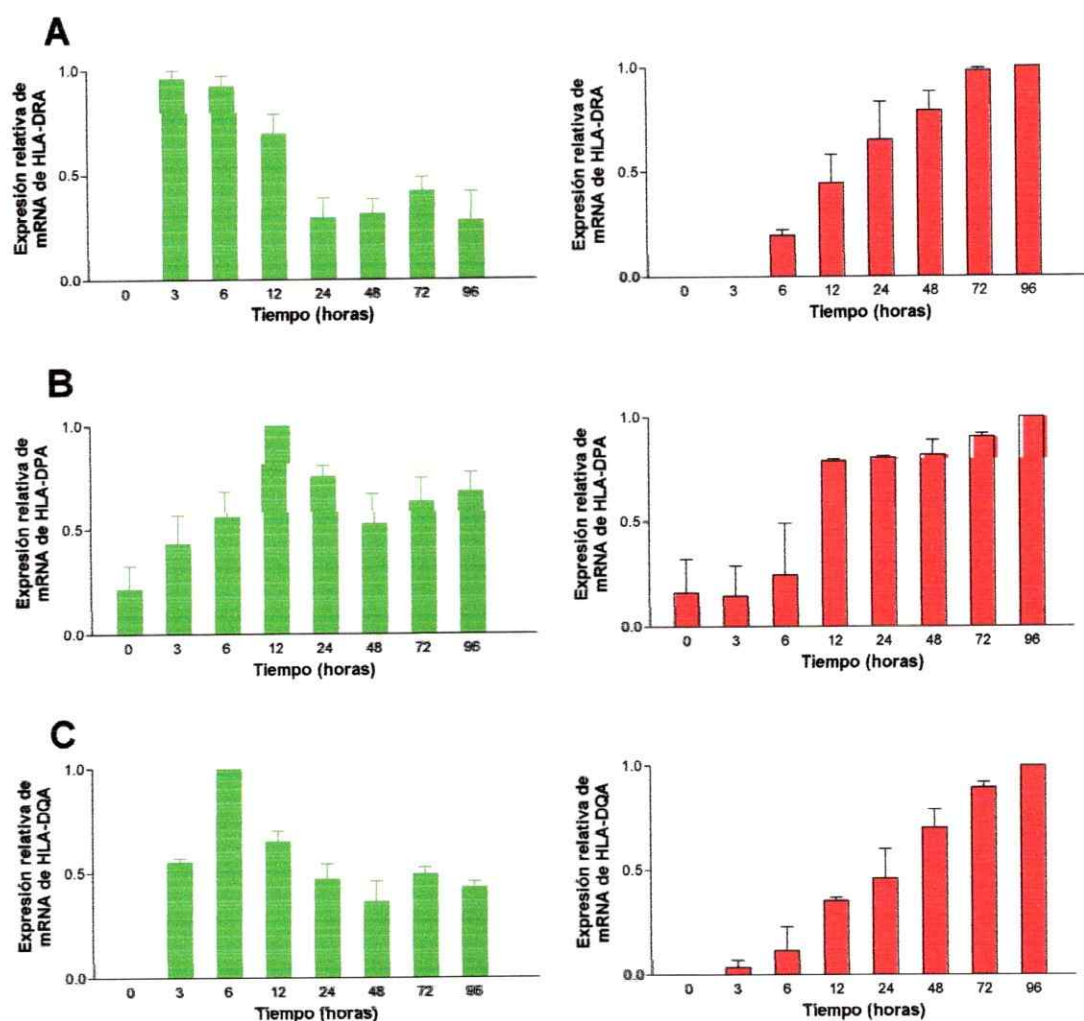 A
Expresión relativa de
mRNA de HLA-DRA
1.0
0.5
0.0
0 3 6 12 24 48 72 96
Tiempo (horas)
Expresión relativa de
mRNA de HLA-DRA
1.0
0.5
0.0
0 3 6 12 24 48 72 96
Tiempo (horas)
B
Expresión relativa de
mRNA de HLA-DPA
1.0
0.5
0.0
0 3 6 12 24 48 72 96
Tiempo (horas)
Expresión relativa de
mRNA de HLA-DPA
1.0
0.5
0.0
0 3 6 12 24 48 72 96
Tiempo (horas)
C
Expresión relativa de
mRNA de HLA-DQA
1.0
0.5
0.0
0 3 6 12 24 48 72 96
Tiempo (horas)
Expresión relativa de
mRNA de HLA-DQA
1.0
0.5
0.0
0 3 6 12 24 48 72 96
Tiempo (horas)